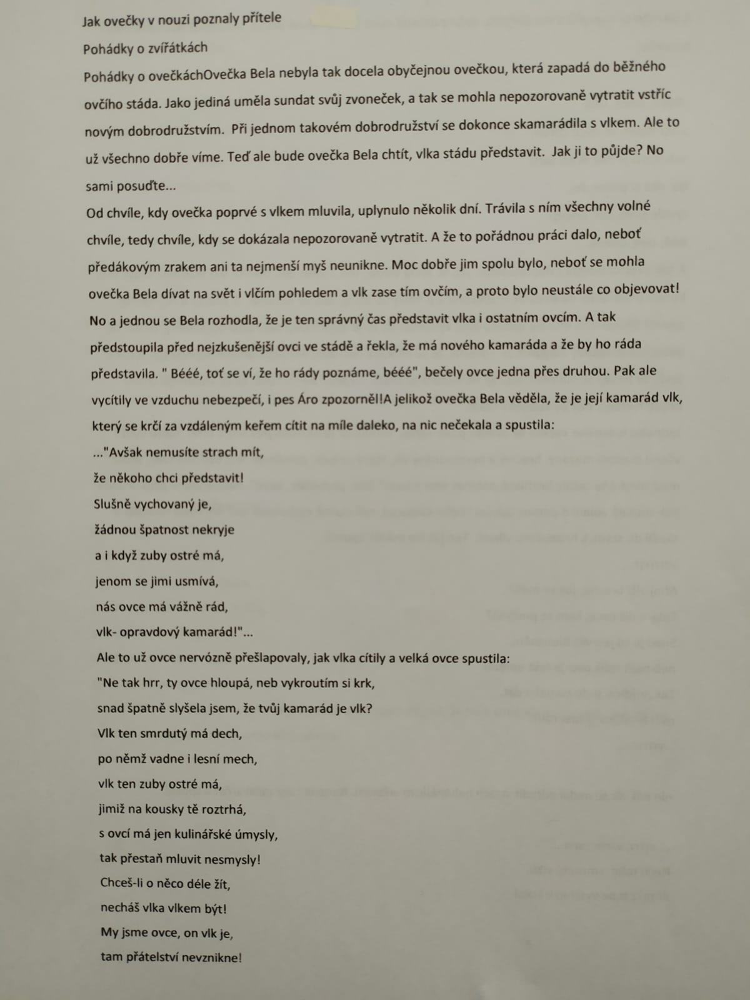 Jak ovečky v nouzi poznaly přítele
Pohádky o zvířátkách
Pohádky o ovečkáchOvečka Bela nebyla tak docela obyčejnou ovečkou, která zapadá do běžného
ovčího stáda. Jako jediná uměla sundat svůj zvoneček, a tak se mohla nepozorovaně vytratit vstříc
novým dobrodružstvím.  Při jednom takovém dobrodružství se dokonce skamarádila s vlkem. Ale to
už všechno dobře víme. Teď ale bude ovečka Bela chtít, vlka stádu představit.  Jak ji to půjde? No
sami posuďte...
Od chvíle, kdy ovečka poprvé s vlkem mluvila, uplynulo několik dní. Trávila s ním všechny volné
chvíle, tedy chvíle, kdy se dokázala nepozorovaně vytratit. A že to pořádnou práci dalo, neboť
předákovým zrakem ani ta nejmenší myš neunikne. Moc dobře jim spolu bylo, neboť se mohla
ovečka Bela dívat na svět i vlčím pohledem a vlk zase tím ovčím, a proto bylo neustále co objevovat!
No a jednou se Bela rozhodla, že je ten správný čas představit vlka i ostatním ovcím. A tak
předstoupila před nejzkušenější ovci ve stádě a řekla, že má nového kamaráda a že by ho ráda
představila. " Bééé, toť se ví, že ho rády poznáme, bééé", bečely ovce jedna přes druhou. Pak ale
vycítily ve vzduchu nebezpečí, i pes Áro zpozorněl!A jelikož ovečka Bela věděla, že je její kamarád vlk,
který se krčí za vzdáleným keřem cítit na míle daleko, na nic nečekala a spustila:
..."Avšak nemusíte strach mít,
že někoho chci představit!
Slušně vychovaný je,
žádnou špatnost nekryje
a i když zuby ostré má,
jenom se jimi usmívá,
nás ovce má vážně rád,
vlk- opravdový kamarád!"...
Ale to už ovce nervózně přešlapovaly, jak vlka cítily a velká ovce spustila:
"Ne tak hrr, ty ovce hloupá, neb vykroutím si krk,
snad špatně slyšela jsem, že tvůj kamarád je vlk?
Vlk ten smrdutý má dech,
po němž vadne i lesní mech,
vlk ten zuby ostré má,
jimiž na kousky tě roztrhá,
s ovcí má jen kulinářské úmysly,
tak přestaň mluvit nesmysly!
Chceš-li o něco déle žít,
necháš vlka vlkem být!
My jsme ovce, on vlk je,
tam přátelství nevznikne!